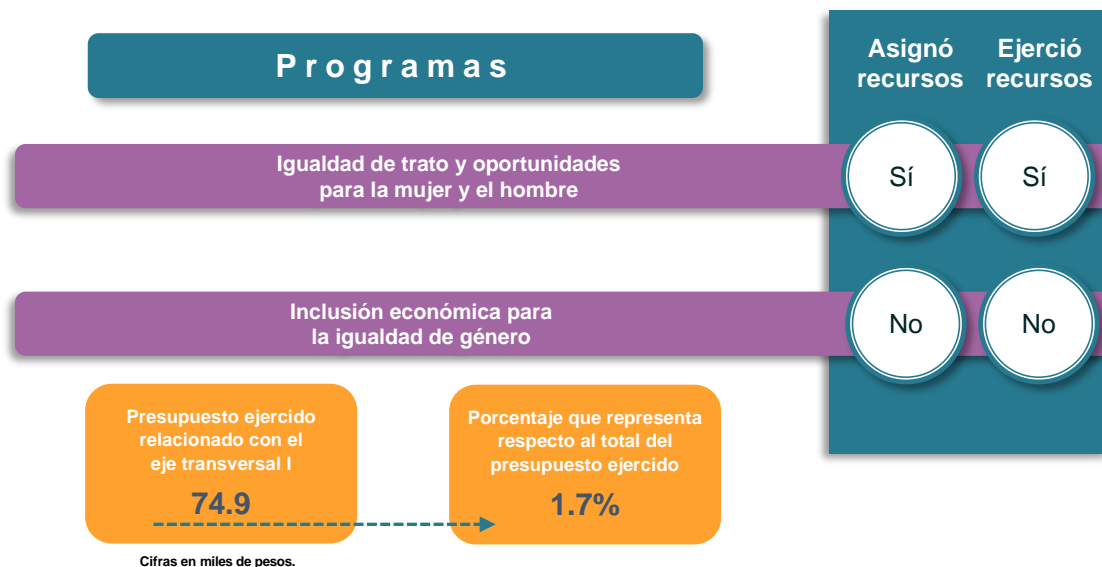 Programas
Asignó
recursos
Ejerció
recursos
Igualdad de trato y oportunidades
para la mujer y el hombre
Sí
Sí
Inclusión económica para
la igualdad de género
No
No
Presupuesto ejercido
relacionado con el
eje transversal I
74.9
Porcentaje que representa
respecto al total del
presupuesto ejercido
1.7%
Cifras en miles de pesos.